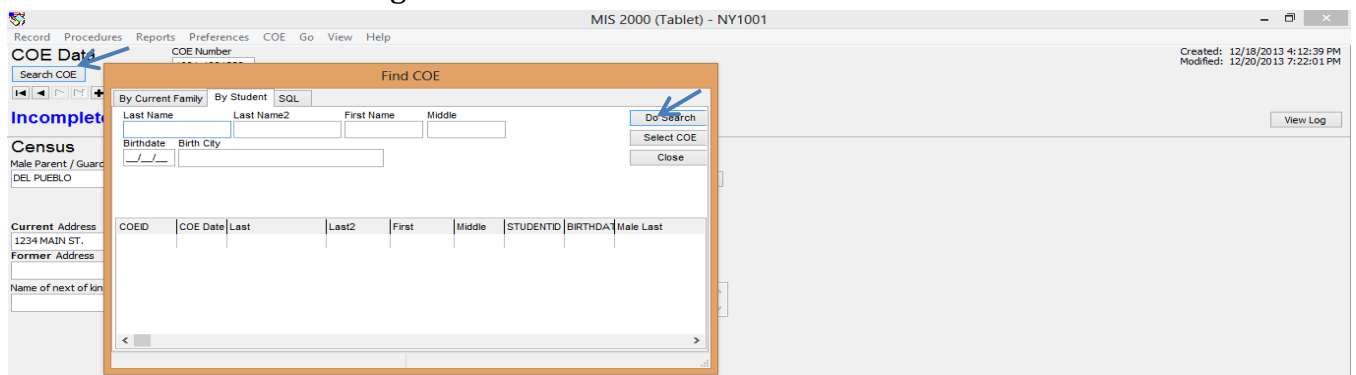 MIS 2000 (Tablet) - NY1001
Record Procedures Reports Preferences COE Go View Help
COE Data COE Number
Created: 12/18/2013 4:12:39 PM
Modified: 12/20/2013 7:22:01 PM
Search COE
Find COE
By Current Family By Student SQL
Incomplet
Last Name Last Name2 First Name Middle
Do Search
View Log
Select COE
Census
Birthdate Birth City
__/__/__
Close
Male Parent / Guard
DEL PUEBLO
Current Address
COEID COE Date Last Last2 First Middle STUDENTID BIRTHDAT Male Last
1234 MAIN ST.
Former Address
Name of next of kin